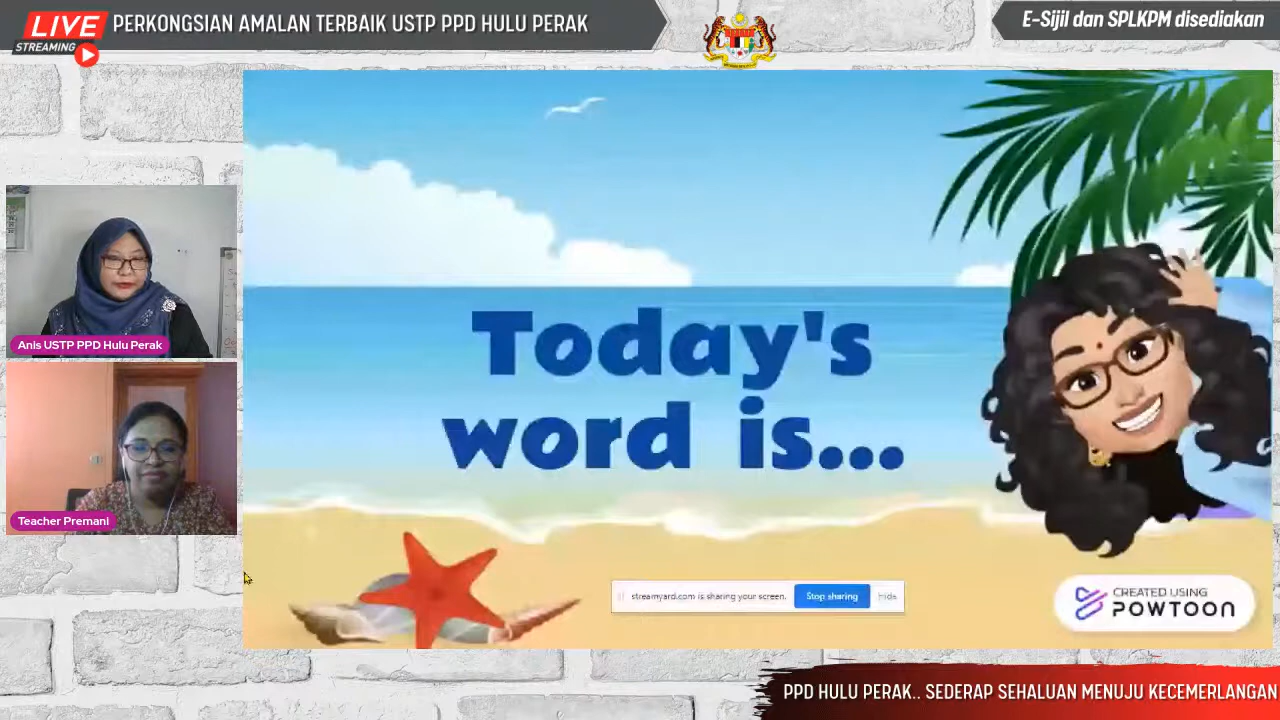 LIVE
STREAMING
PERKONGSIAN AMALAN TERBAIK USTP PPD HULU PERAK
E-Sijil dan SPLKPM disediakan
Anis USTP PPD Hulu Perak
Teacher Premani
Today's
word is...
streamyard.com is sharing your screen.
Stop sharing
Hide
CREATED USING
POWTOON
PPD HULU PERAK.. SEDERAP SEHALUAN MENUJU KECEMERLANGAN